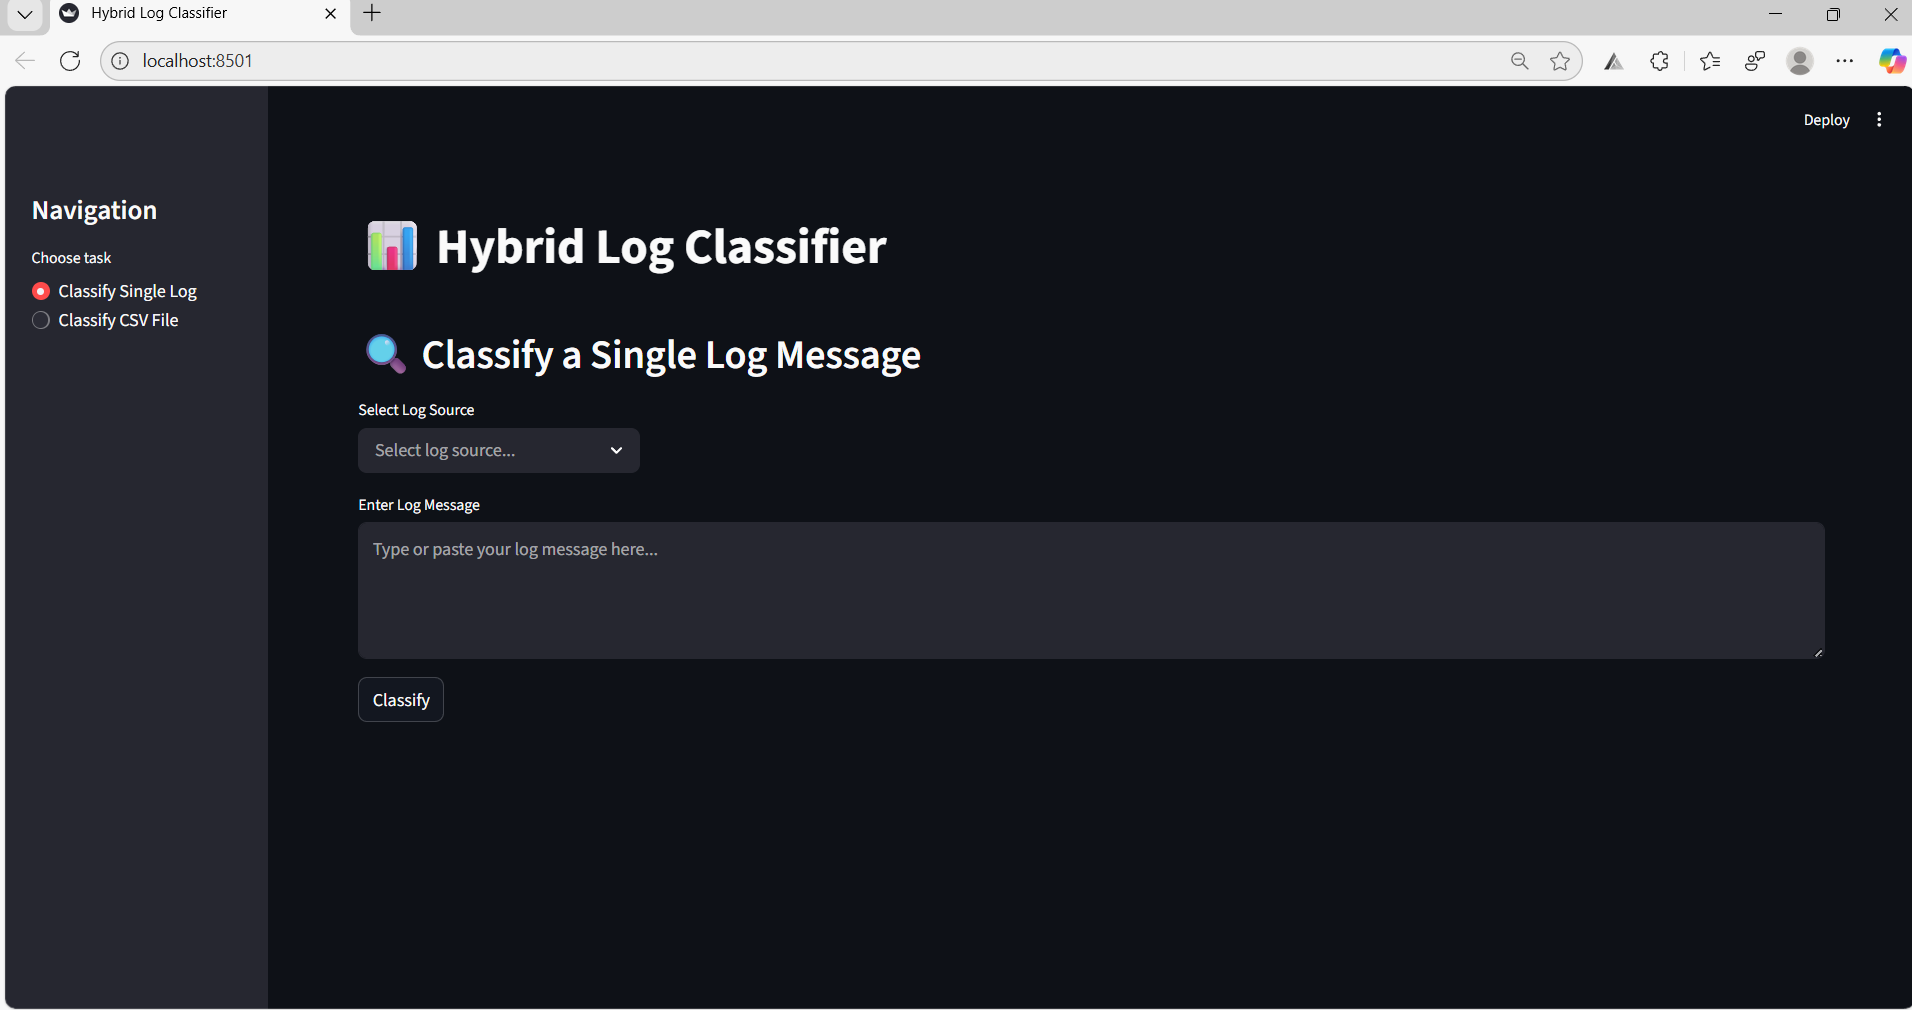 Hybrid Log Classifier
localhost:8501
Deploy
Navigation
Choose task
Classify Single Log
Classify CSV File
Hybrid Log Classifier
Classify a Single Log Message
Select Log Source
Select log source...
Enter Log Message
Type or paste your log message here...
Classify